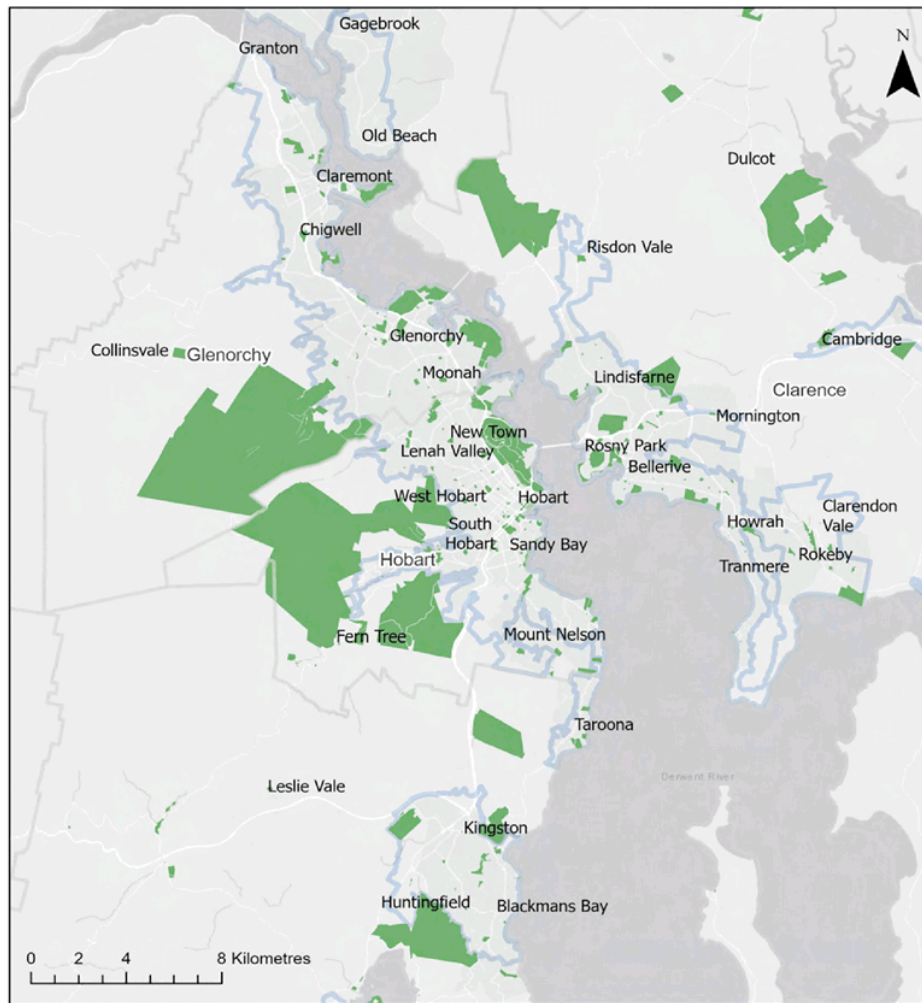 Gagebrook
N
Granton
Old Beach
Dulcot
Claremont
Chigwell
Risdon Vale
Glenorchy
Cambridge
Collinsvale
Glenorchy
Moonah
Lindisfarne
Clarence
Mornington
New Town
Rosny Park
Lenah Valley
Bellerive
West Hobart
Hobart
Clarendon
Vale
South
Hobart
Howrah
Sandy Bay
Rokeby
Hobart
Tranmere
Fern Tree
Mount Nelson
Taroona
Derwent River
Leslie Vale
Kingston
Huntingfield
Blackmans Bay
0 2 4 8 Kilometres